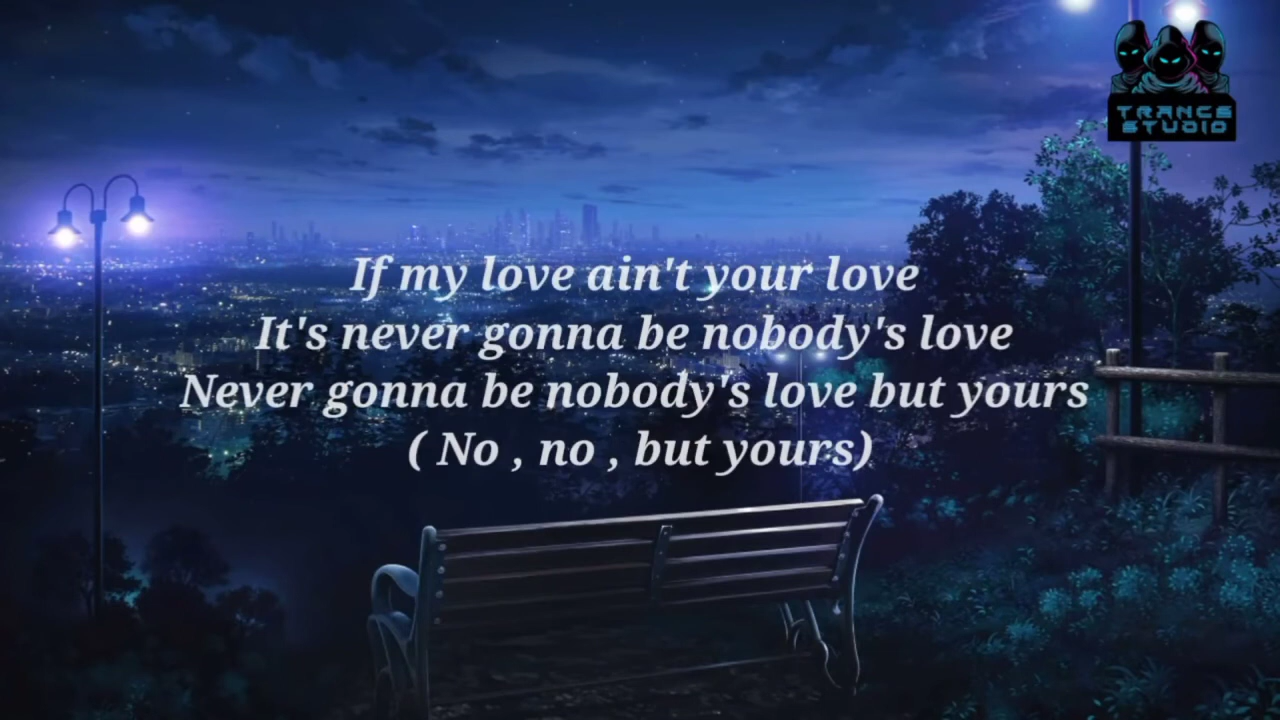 TRANCE
STUDIO
If my love ain't your love
It's never gonna be nobody's love
Never gonna be nobody's love but yours
( No , no , but yours)